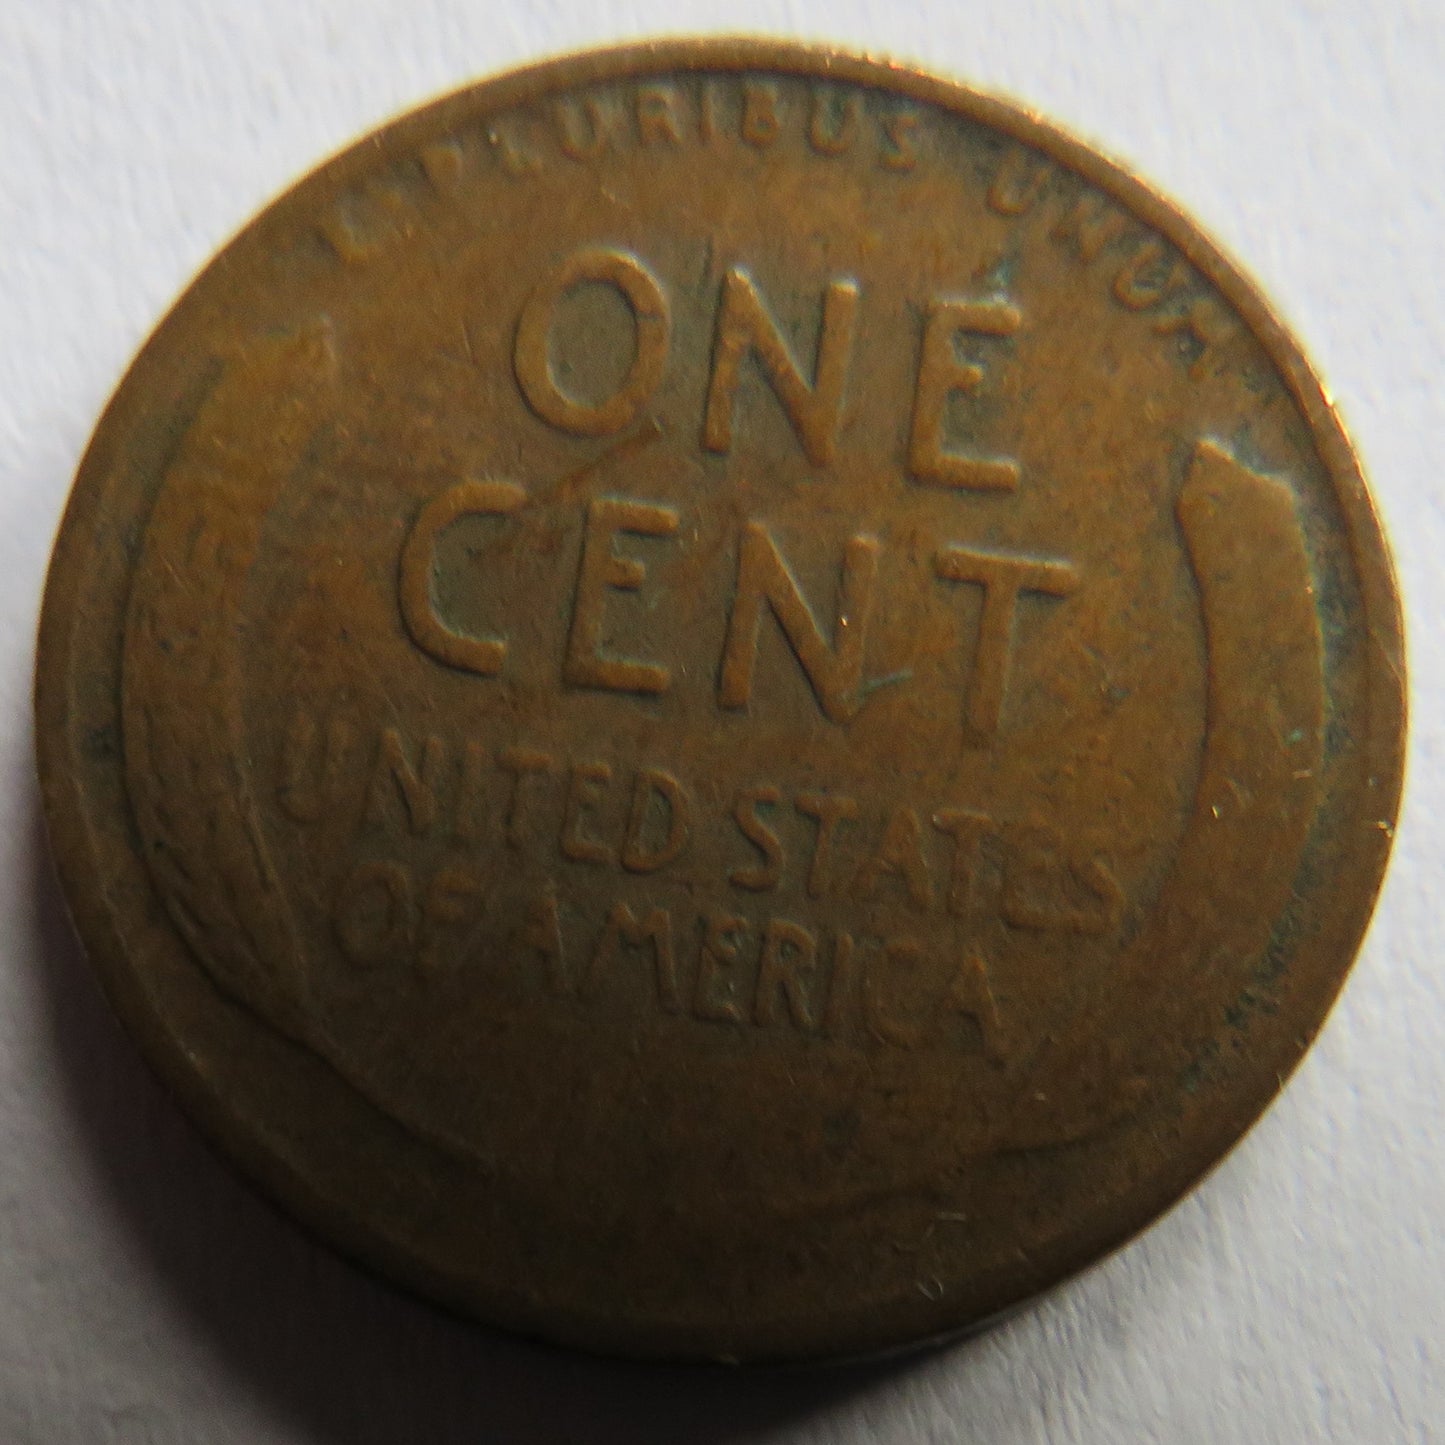 E·PLURIBUS·UNUM
ONE
CENT
UNITED STATES
OF AMERICA